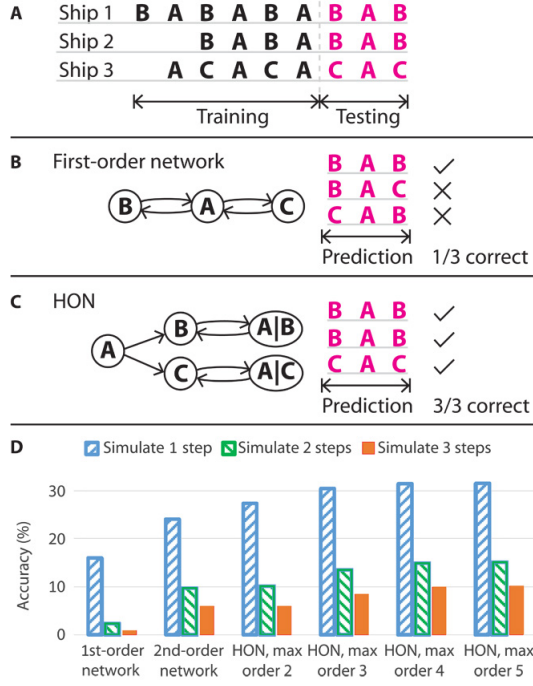 A
Ship 1 B A B A B A B A B
Ship 2 B A B A B A B
Ship 3 A C A C A C A C
Training Testing
B First-order network
B A B
B A C
C A B
B A C
Prediction 1/3 correct
C HON
B A B
B A B
C A C
A B A|B
C A|C
Prediction 3/3 correct
D
Simulate 1 step Simulate 2 steps Simulate 3 steps
Accuracy (%)
30
20
10
0
1st-order network
2nd-order network
HON, max order 2
HON, max order 3
HON, max order 4
HON, max order 5